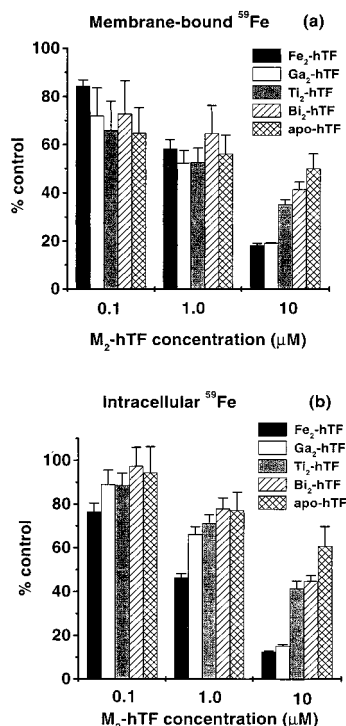 Membrane-bound ⁵⁹Fe (a)
Fe₂-hTF
Ga₂-hTF
Ti₂-hTF
Bi₂-hTF
apo-hTF
100
80
60
40
20
0
% control
0.1 1.0 10
M₂-hTF concentration (μM)
Intracellular ⁵⁹Fe (b)
Fe₂-hTF
Ga₂-hTF
Ti₂-hTF
Bi₂-hTF
apo-hTF
100
80
60
40
20
0
% control
0.1 1.0 10
M₂-hTF concentration (μM)